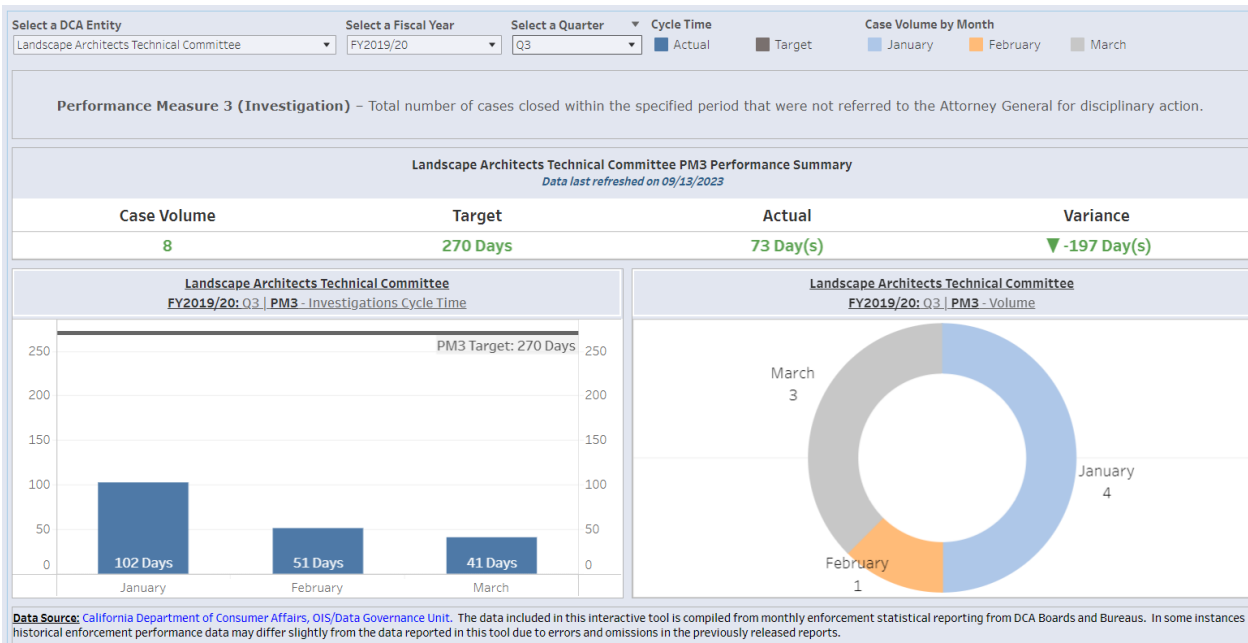 Select a DCA Entity
Select a Fiscal Year
Select a Quarter
Cycle Time
Case Volume by Month
Landscape Architects Technical Committee
FY2019/20
Q3
Actual
Target
January
February
March
Performance Measure 3 (Investigation) – Total number of cases closed within the specified period that were not referred to the Attorney General for disciplinary action.
Landscape Architects Technical Committee PM3 Performance Summary
Data last refreshed on 09/13/2023
Case Volume
Target
Actual
Variance
8
270 Days
73 Day(s)
▼ -197 Day(s)
Landscape Architects Technical Committee
FY2019/20: Q3 | PM3 - Investigations Cycle Time
PM3 Target: 270 Days
250
250
200
200
150
150
100
100
50
50
0
0
102 Days
51 Days
41 Days
January
February
March
Landscape Architects Technical Committee
FY2019/20: Q3 | PM3 - Volume
March
3
January
4
February
1
Data Source: California Department of Consumer Affairs, OIS/Data Governance Unit. The data included in this interactive tool is compiled from monthly enforcement statistical reporting from DCA Boards and Bureaus. In some instances
historical enforcement performance data may differ slightly from the data reported in this tool due to errors and omissions in the previously released reports.